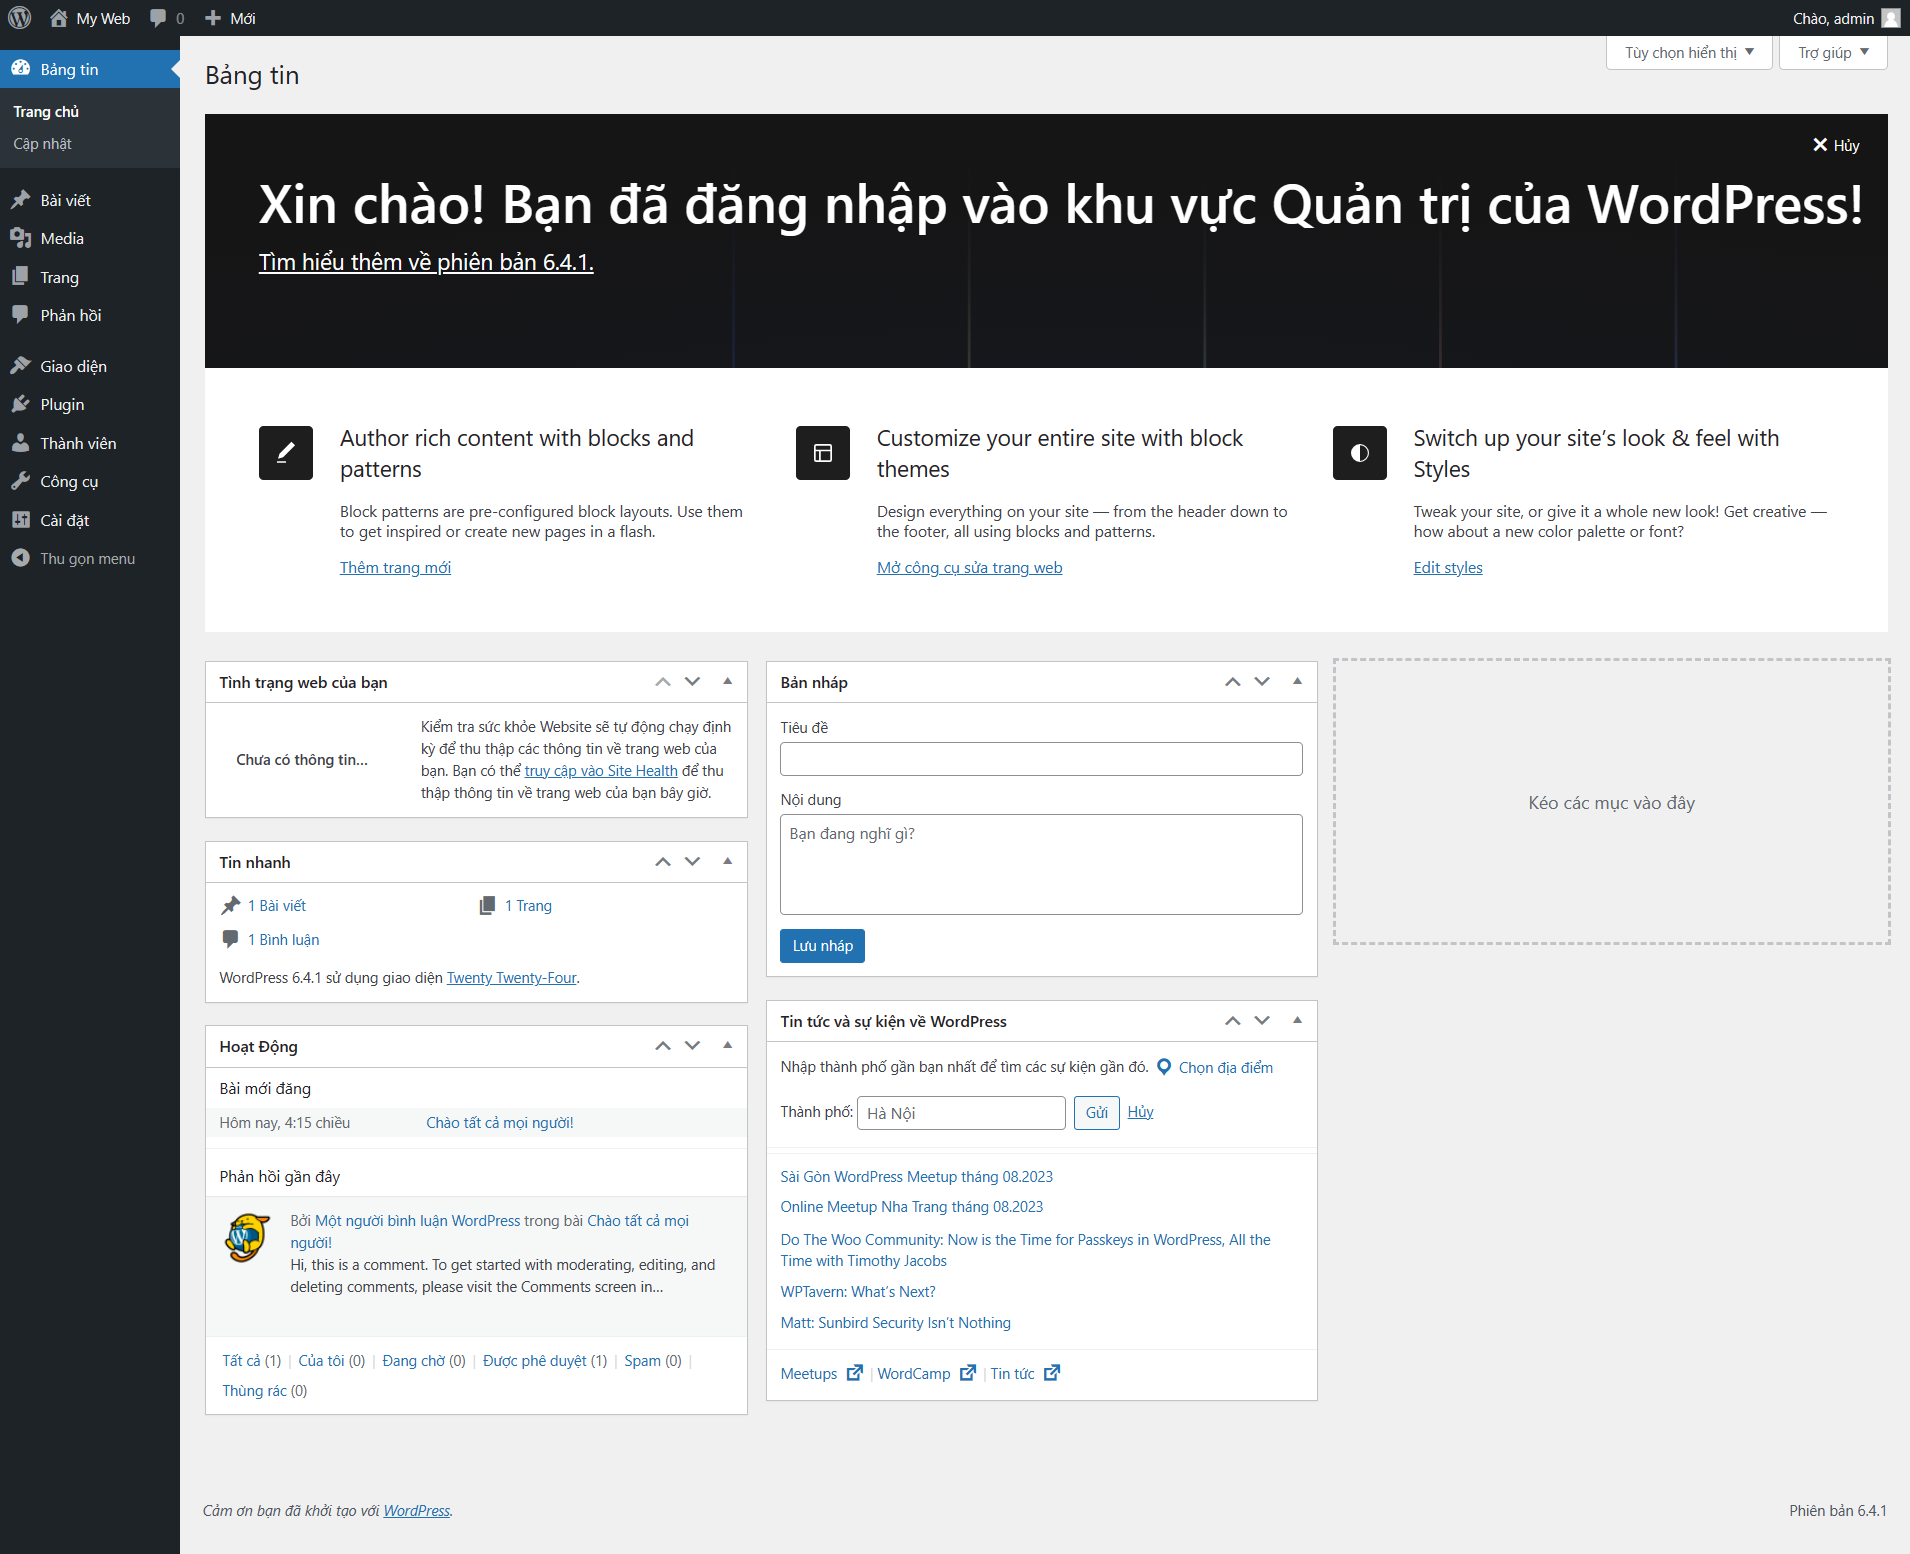 My Web
0
Mới
Chào, admin
Bảng tin
Trang chủ
Cập nhật
Bài viết
Media
Trang
Phản hồi
Giao diện
Plugin
Thành viên
Công cụ
Cài đặt
Thu gọn menu
Tùy chọn hiển thị
Trợ giúp
Bảng tin
Hủy
Xin chào! Bạn đã đăng nhập vào khu vực Quản trị của WordPress!
Tìm hiểu thêm về phiên bản 6.4.1.
Author rich content with blocks and
patterns
Block patterns are pre-configured block layouts. Use them
to get inspired or create new pages in a flash.
Thêm trang mới
Customize your entire site with block
themes
Design everything on your site — from the header down to
the footer, all using blocks and patterns.
Mở công cụ sửa trang web
Switch up your site’s look & feel with
Styles
Tweak your site, or give it a whole new look! Get creative —
how about a new color palette or font?
Edit styles
Tình trạng web của bạn
Chưa có thông tin...
Kiểm tra sức khỏe Website sẽ tự động chạy định
kỳ để thu thập các thông tin về trang web của
bạn. Bạn có thể truy cập vào Site Health để thu
thập thông tin về trang web của bạn bây giờ.
Tin nhanh
1 Bài viết
1 Trang
1 Bình luận
WordPress 6.4.1 sử dụng giao diện Twenty Twenty-Four.
Hoạt Động
Bài mới đăng
Hôm nay, 4:15 chiều
Chào tất cả mọi người!
Phản hồi gần đây
Bởi Một người bình luận WordPress trong bài Chào tất cả mọi
người!
Hi, this is a comment. To get started with moderating, editing, and
deleting comments, please visit the Comments screen in…
Tất cả (1) | Của tôi (0) | Đang chờ (0) | Được phê duyệt (1) | Spam (0) |
Thùng rác (0)
Bản nháp
Tiêu đề
Nội dung
Bạn đang nghĩ gì?
Lưu nháp
Tin tức và sự kiện về WordPress
Nhập thành phố gần bạn nhất để tìm các sự kiện gần đó. Chọn địa điểm
Thành phố: Hà Nội Gửi Hủy
Sài Gòn WordPress Meetup tháng 08.2023
Online Meetup Nha Trang tháng 08.2023
Do The Woo Community: Now is the Time for Passkeys in WordPress, All the
Time with Timothy Jacobs
WPTavern: What’s Next?
Matt: Sunbird Security Isn’t Nothing
Meetups | WordCamp | Tin tức
Kéo các mục vào đây
Cảm ơn bạn đã khởi tạo với WordPress.
Phiên bản 6.4.1